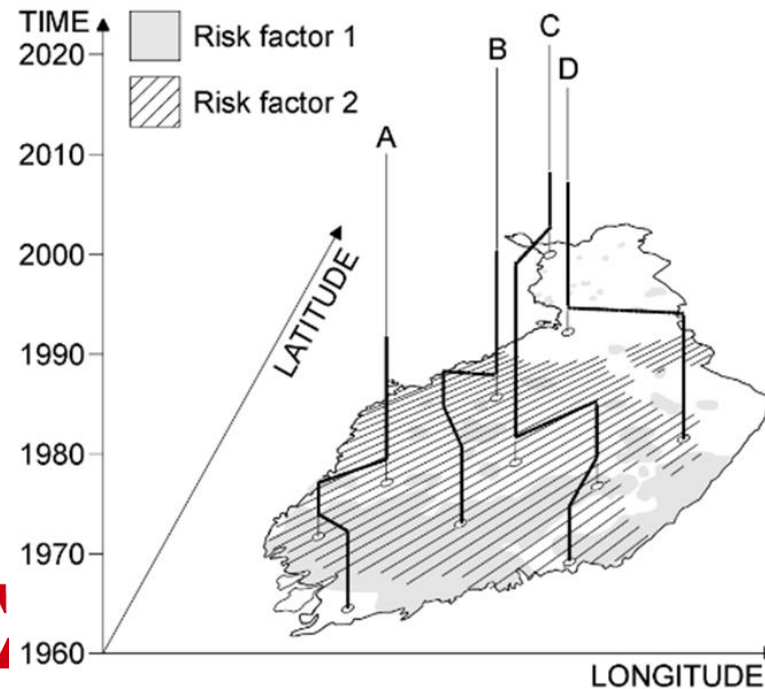 TIME
2020
2010
2000
1990
1980
1970
1960
Risk factor 1
Risk factor 2
A
B
C
D
LATITUDE
LONGITUDE